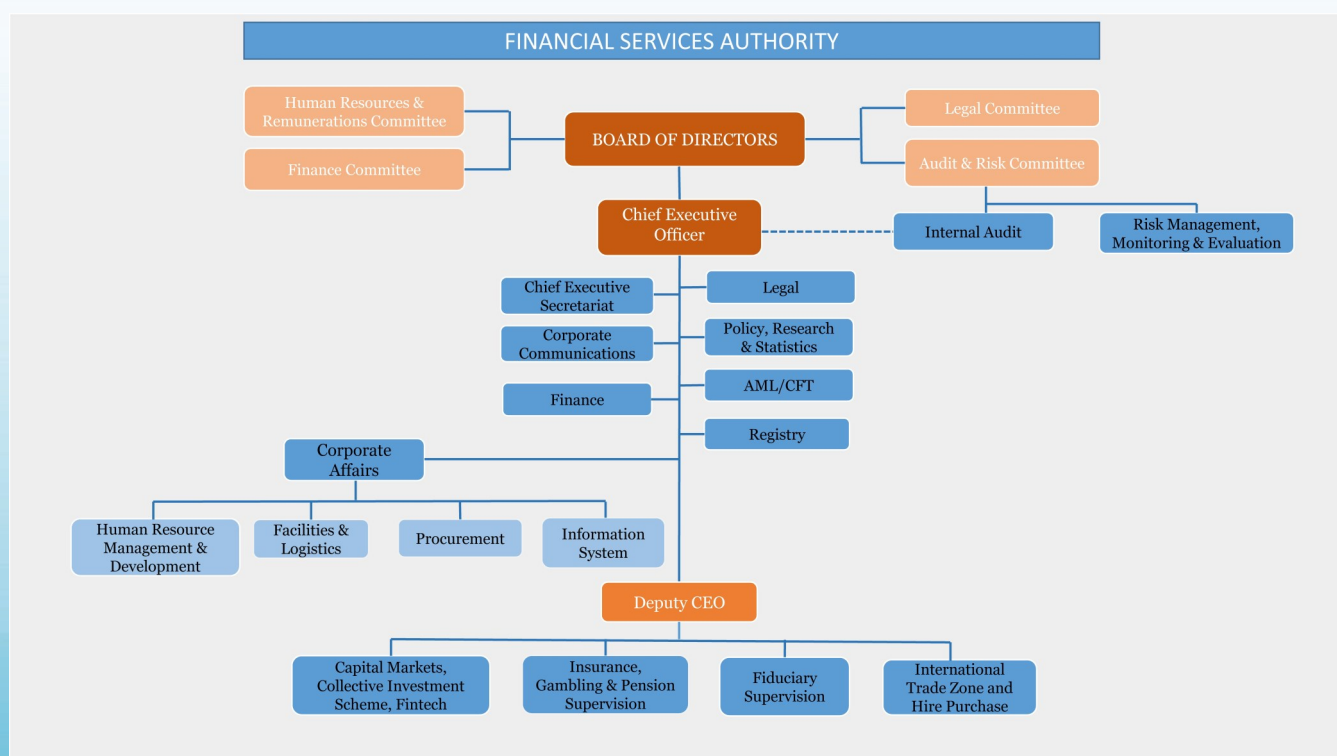 FINANCIAL SERVICES AUTHORITY
Human Resources &
Remunerations Committee
Finance Committee
BOARD OF DIRECTORS
Legal Committee
Audit & Risk Committee
Chief Executive
Officer
Internal Audit
Risk Management,
Monitoring & Evaluation
Chief Executive
Secretariat
Legal
Corporate
Communications
Policy, Research
& Statistics
Finance
AML/CFT
Registry
Corporate
Affairs
Human Resource
Management &
Development
Facilities &
Logistics
Procurement
Information
System
Deputy CEO
Capital Markets,
Collective Investment
Scheme, Fintech
Insurance,
Gambling & Pension
Supervision
Fiduciary
Supervision
International
Trade Zone and
Hire Purchase